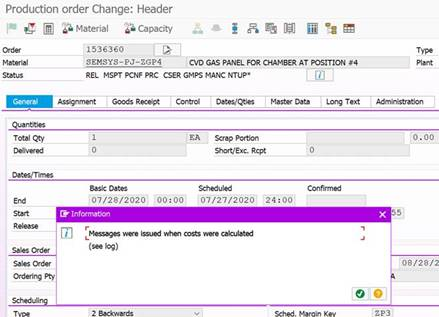 Production order Change: Header
Material Capacity
Order 1536360 Type
Material SEMSYS-PJ-ZGP4 CVD GAS PANEL FOR CHAMBER AT POSITION #4 Plant
Status REL MSPT PCNF PRC CSER GMPS MANC NTUP*
General Assignment Goods Receipt Control Dates/Qties Master Data Long Text Administration
Quantities
Total Qty 1 EA Scrap Portion 0.00
Delivered 0 Short/Exc. Rcpt 0
Dates/Times
Basic Dates Scheduled Confirmed
End 07/28/2020 00:00 07/27/2020 24:00
Start 55
Release
Information
Messages were issued when costs were calculated
(see log)
Sales Order
Sales Order 08/28/2
Ordering Pty
Scheduling
Type 2 Backwards Sched. Margin Key ZP3